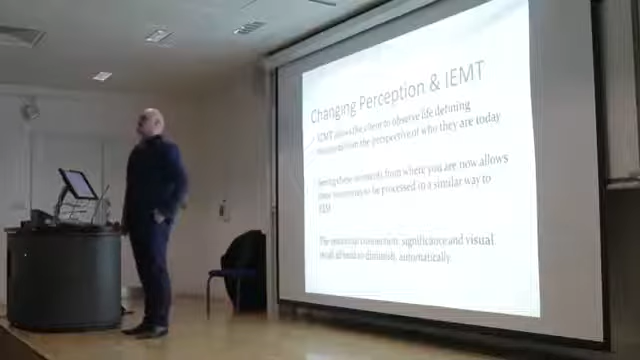 Changing Perception & IEMT
IEMT allows the client to observe life defining
moments from the perspective of who they are today
Seeing these moments from where you are now allows
these moments to be processed in a similar way to
REM
The emotional connection, significance and visual
recall all tends to diminish, automatically.